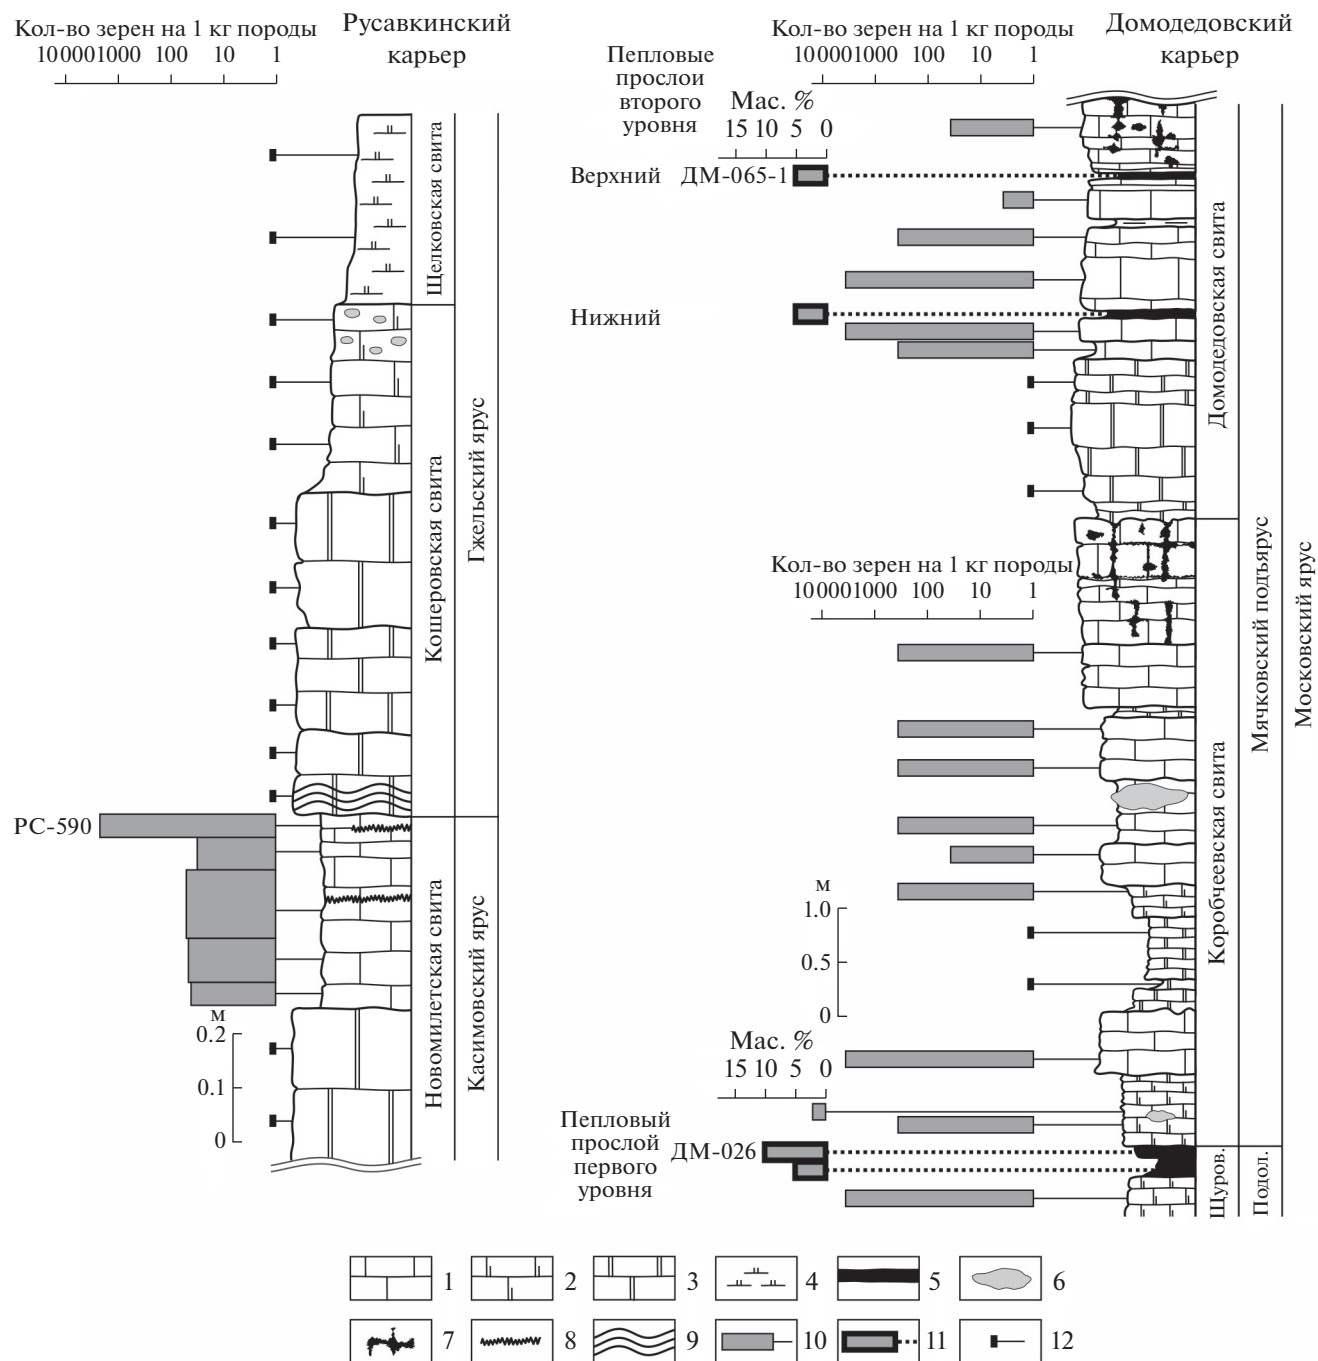 Кол-во зерен на 1 кг породы
10000 1000 100 10 1
Русавкинский
карьер
Щелковская свита
Кошеровская свита
Гжельский ярус
РС-590
Новомилетская свита
Касимовский ярус
м
0.2
0.1
0
Кол-во зерен на 1 кг породы
10000 1000 100 10 1
Домодедовский
карьер
Пепловые
прослои
второго
уровня
Мас. %
15 10 5 0
Верхний ДМ-065-1
Нижний
Домодедовская свита
Кол-во зерен на 1 кг породы
10000 1000 100 10 1
Коробчеевская свита
Мячковский подъярус
Московский ярус
м
1.0
0.5
0
Мас. %
15 10 5 0
Пепловый
прослой
первого
уровня
ДМ-026
Щуров.
Подол.
1 2 3 4 5 6
7 8 9 10 11 12